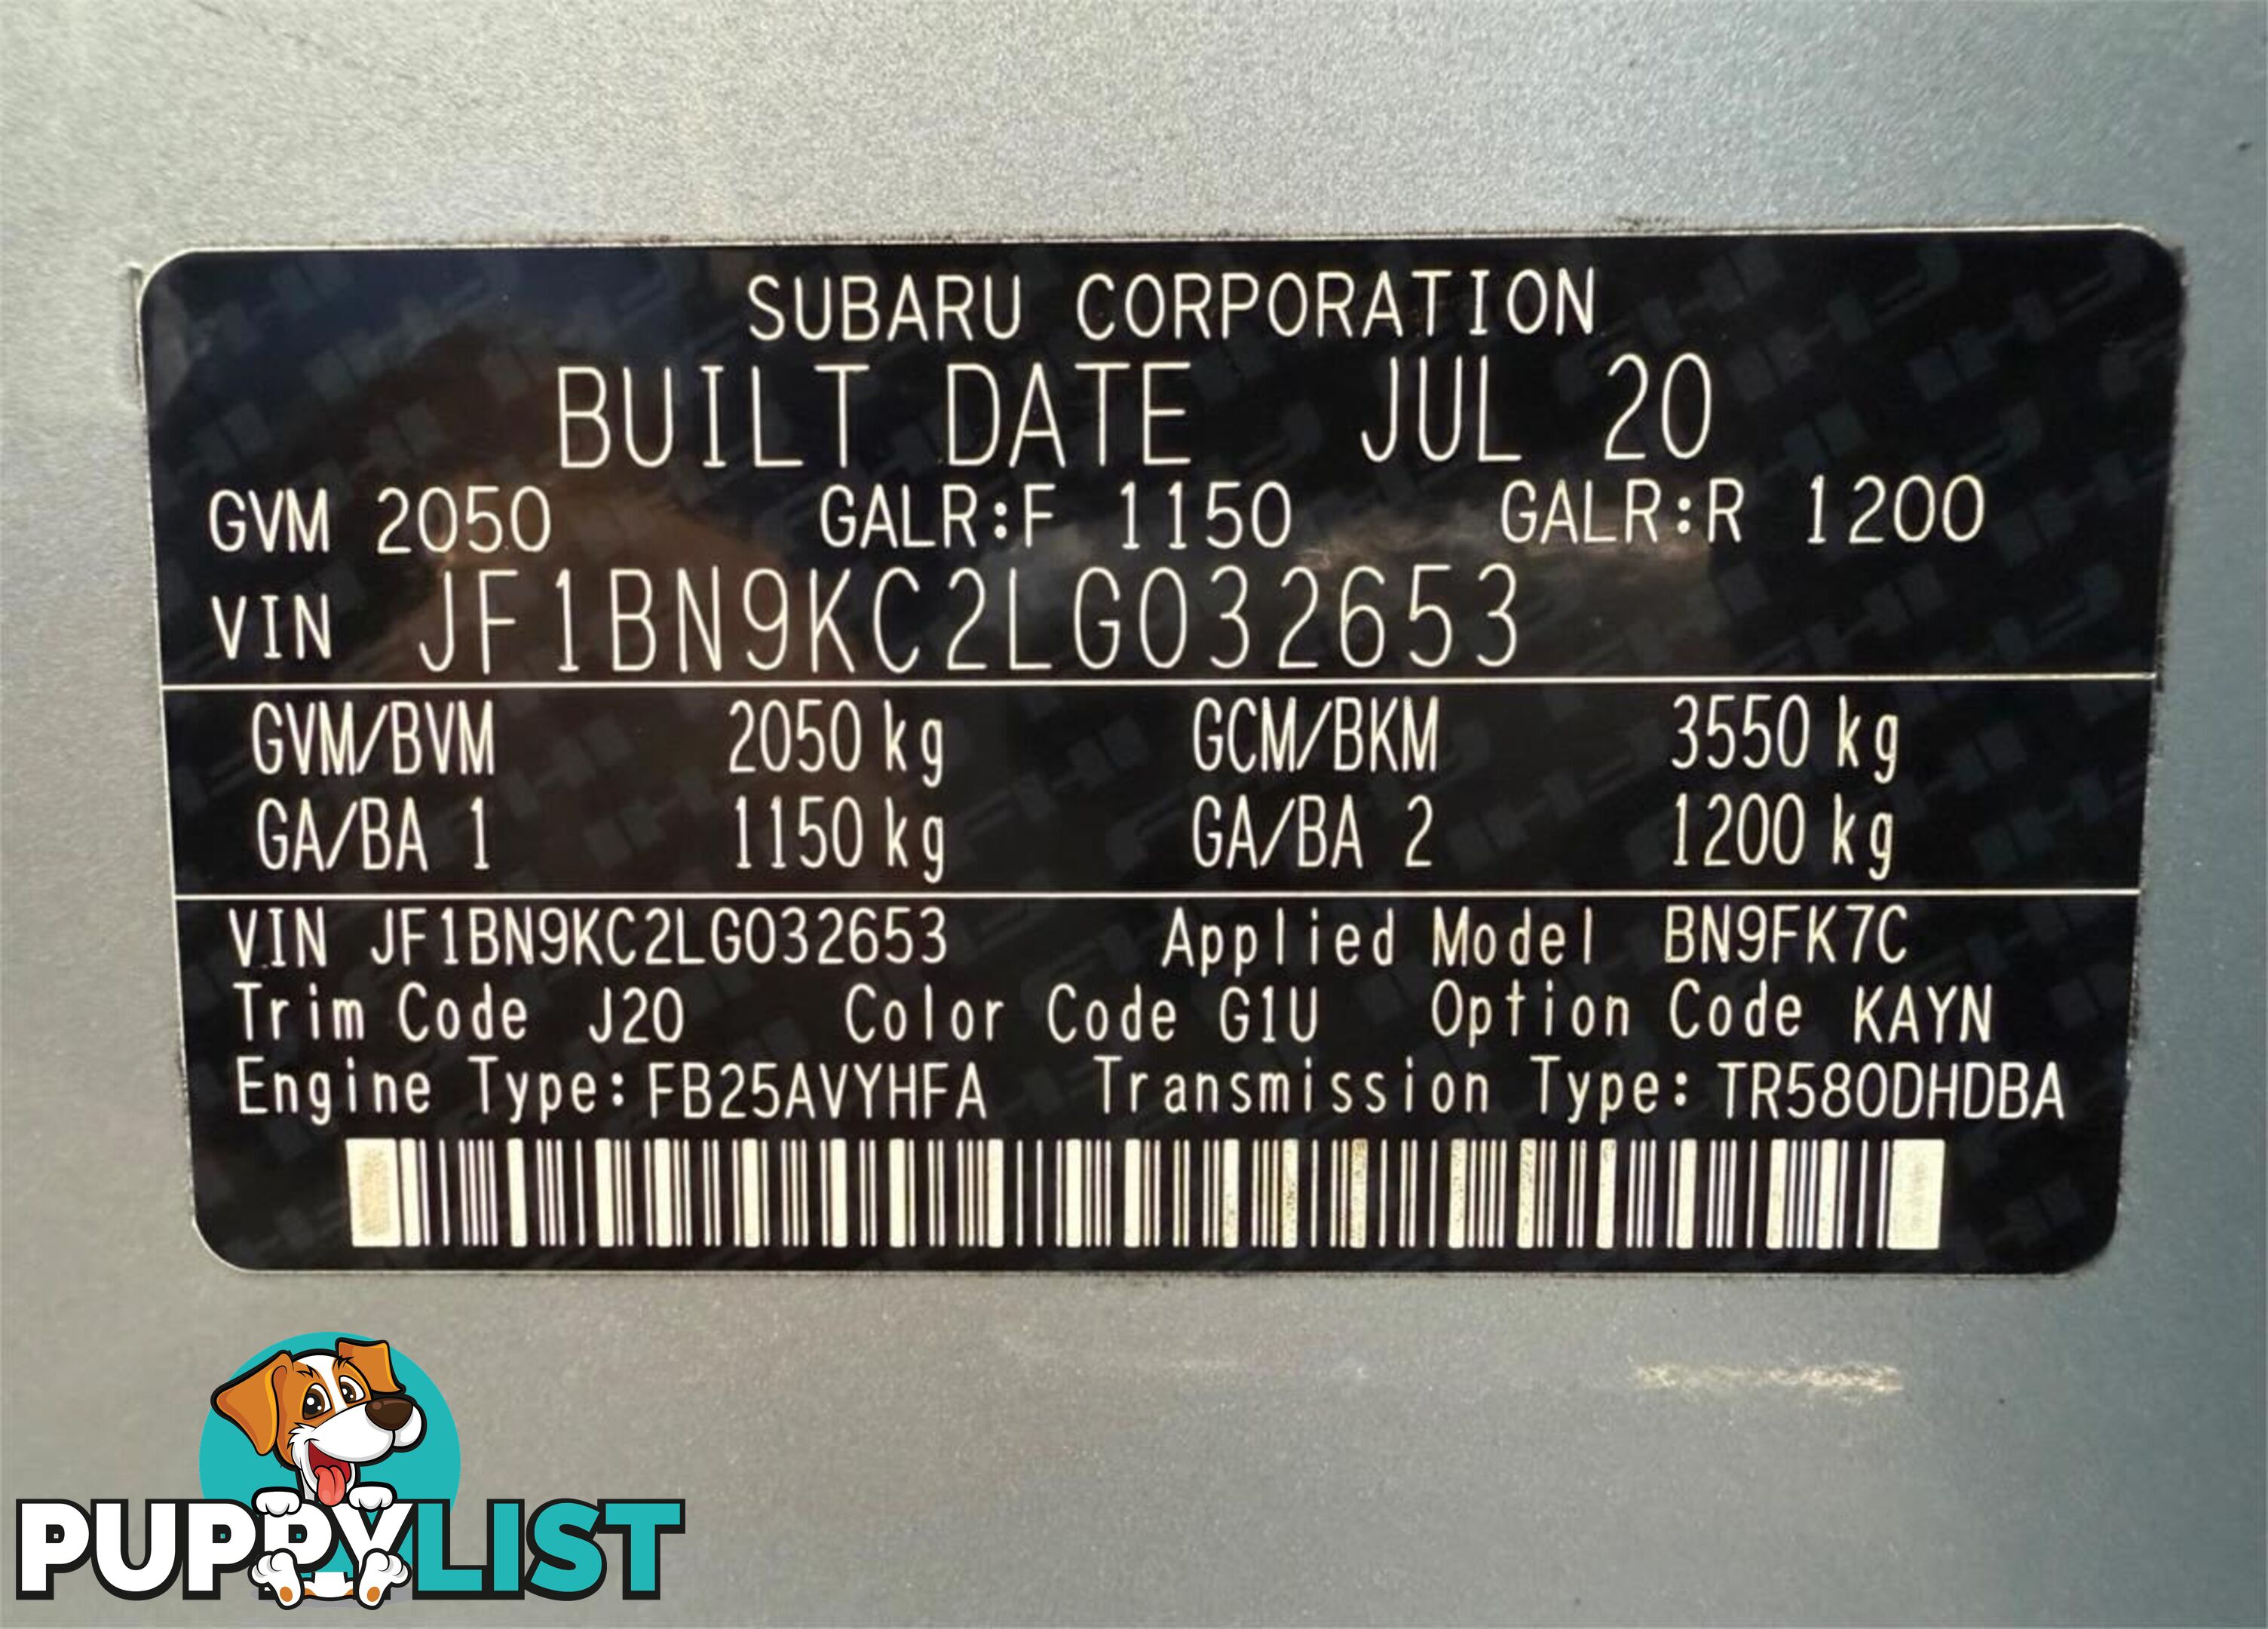 SUBARU CORPORATION
BUILT DATE JUL 20
GVM 2050 GALR:F 1150 GALR:R 1200
VIN JF1BN9KC2LG032653
GVM/BVM 2050 kg GCM/BKM 3550 kg
GA/BA 1 1150 kg GA/BA 2 1200 kg
VIN JF1BN9KC2LG032653 Applied Model BN9FK7C
Trim Code J20 Color Code G1U Option Code KAYN
Engine Type:FB25AVYHFA Transmission Type:TR580DHDBA
PUPPYLIST